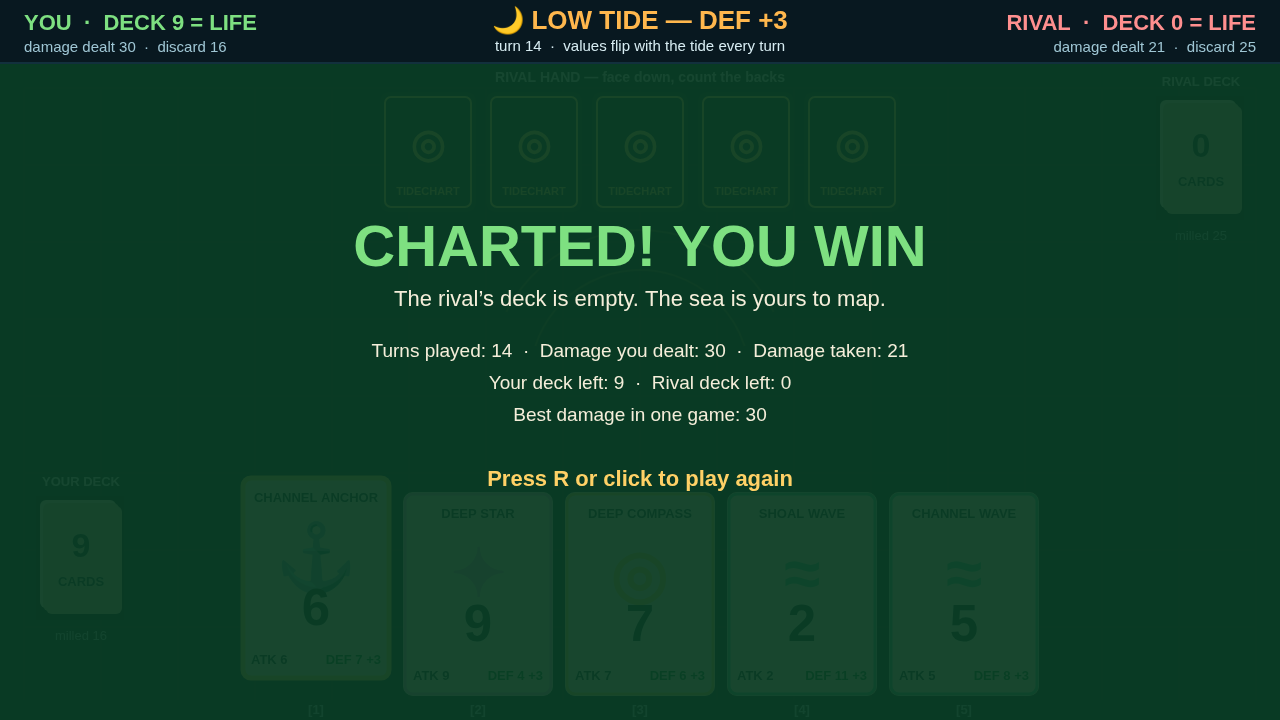 YOU · DECK 9 = LIFE
damage dealt 30 · discard 16
🌙 LOW TIDE — DEF +3
turn 14 · values flip with the tide every turn
RIVAL · DECK 0 = LIFE
damage dealt 21 · discard 25
RIVAL HAND — face down, count the backs
TIDECHART
TIDECHART
TIDECHART
TIDECHART
TIDECHART
RIVAL DECK
0
CARDS
milled 25
CHARTED! YOU WIN
The rival’s deck is empty. The sea is yours to map.
Turns played: 14 · Damage you dealt: 30 · Damage taken: 21
Your deck left: 9 · Rival deck left: 0
Best damage in one game: 30
Press R or click to play again
YOUR DECK
9
CARDS
milled 16
CHANNEL ANCHOR
6
ATK 6 DEF 7 +3
[1]
DEEP STAR
9
ATK 9 DEF 4 +3
[2]
DEEP COMPASS
7
ATK 7 DEF 6 +3
[3]
SHOAL WAVE
2
ATK 2 DEF 11 +3
[4]
CHANNEL WAVE
5
ATK 5 DEF 8 +3
[5]